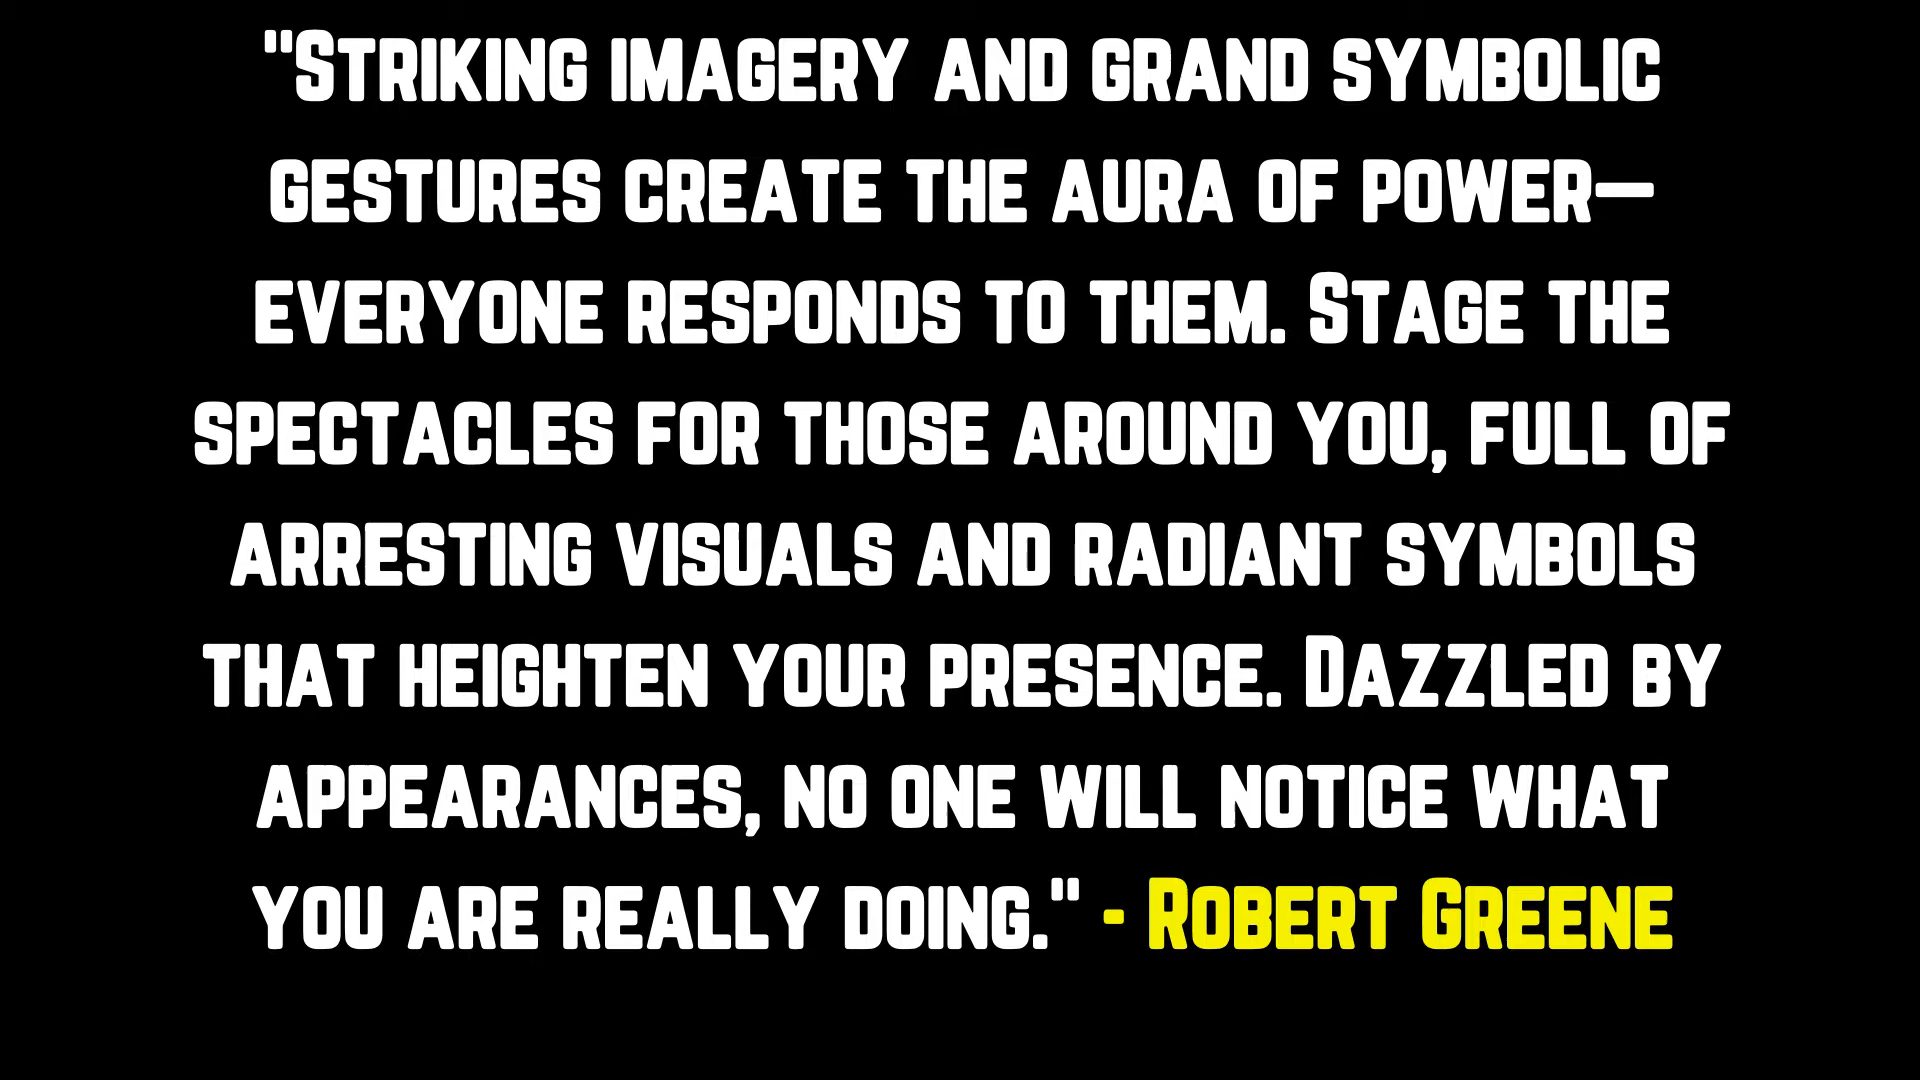 "Striking imagery and grand symbolic
gestures create the aura of power—
everyone responds to them. Stage the
spectacles for those around you, full of
arresting visuals and radiant symbols
that heighten your presence. Dazzled by
appearances, no one will notice what
you are really doing." - Robert Greene